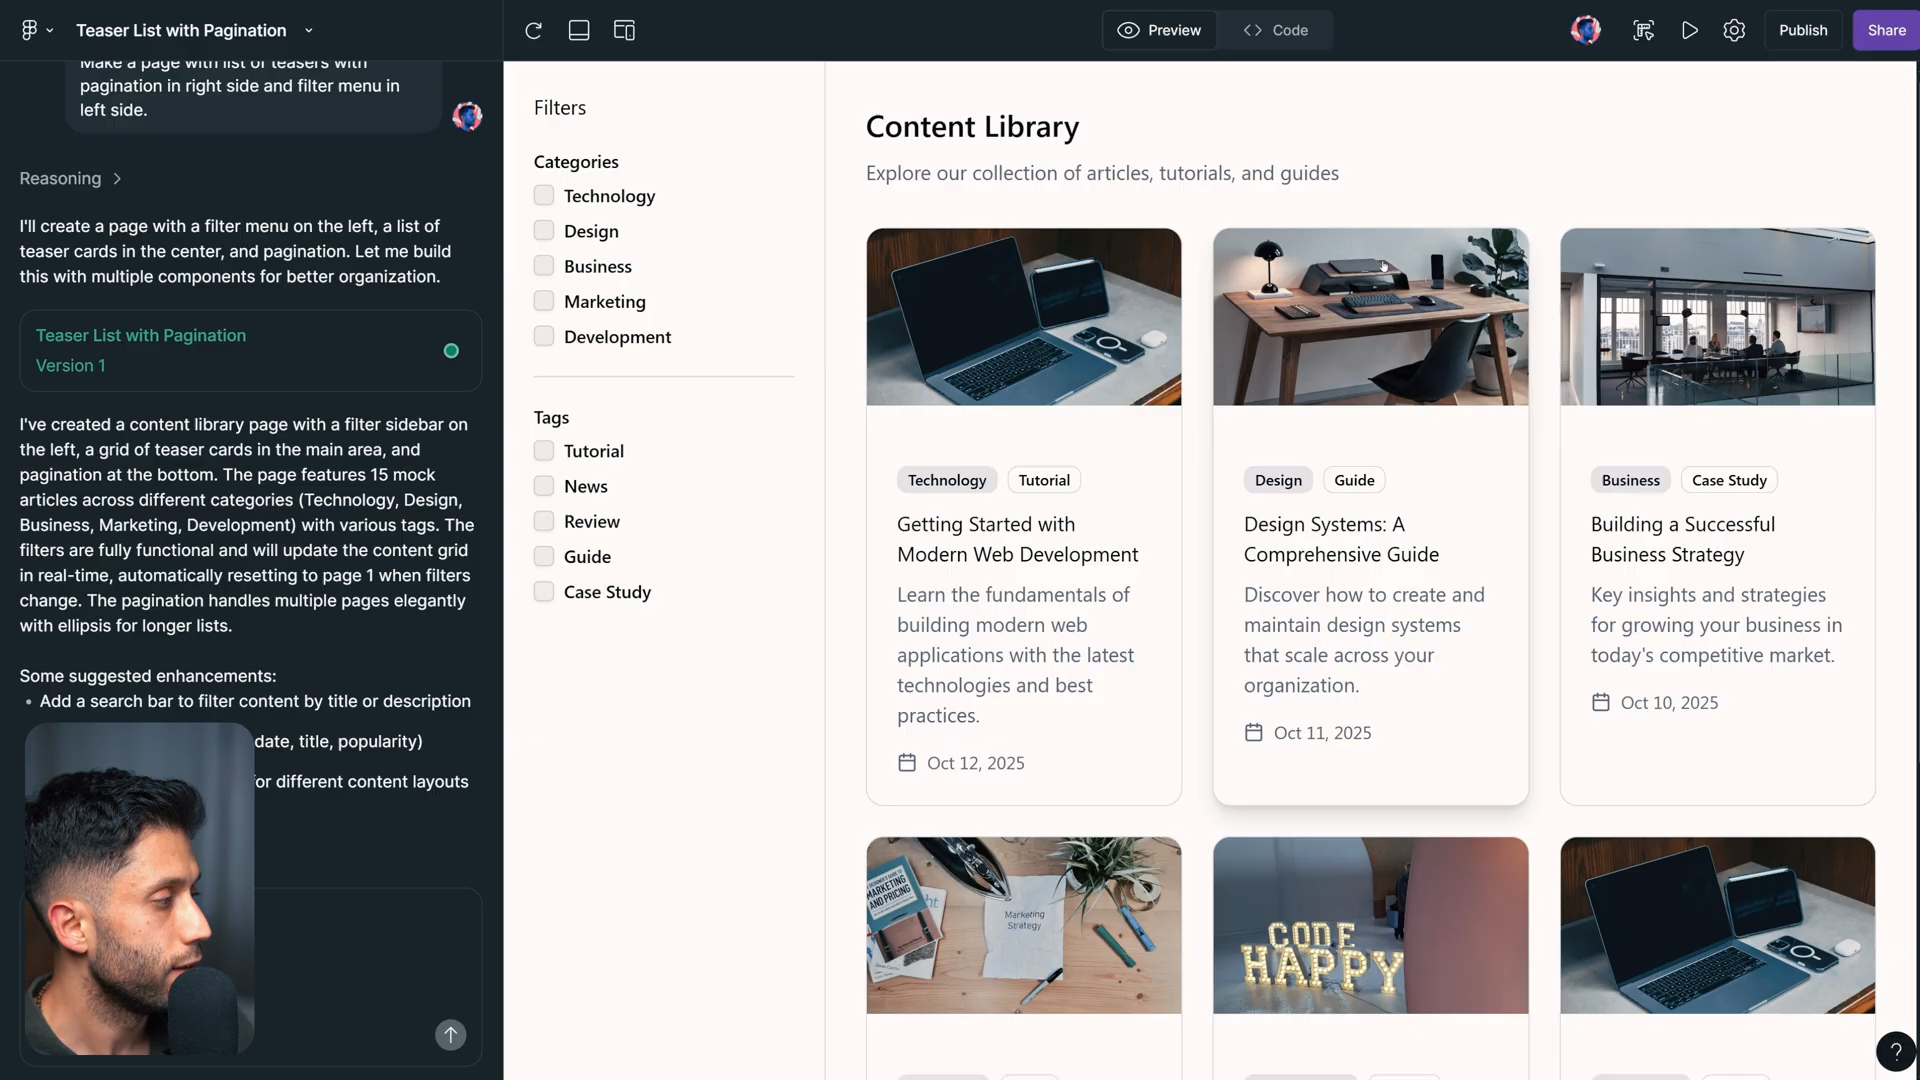 Teaser List with Pagination
Preview
Code
Publish
Share
Make a page with list of teasers with
pagination in right side and filter menu in
left side.
Reasoning
I'll create a page with a filter menu on the left, a list of
teaser cards in the center, and pagination. Let me build
this with multiple components for better organization.
Teaser List with Pagination
Version 1
I've created a content library page with a filter sidebar on
the left, a grid of teaser cards in the main area, and
pagination at the bottom. The page features 15 mock
articles across different categories (Technology, Design,
Business, Marketing, Development) with various tags. The
filters are fully functional and will update the content grid
in real-time, automatically resetting to page 1 when filters
change. The pagination handles multiple pages elegantly
with ellipsis for longer lists.
Some suggested enhancements:
• Add a search bar to filter content by title or description
date, title, popularity)
or different content layouts
Filters
Categories
Technology
Design
Business
Marketing
Development
Tags
Tutorial
News
Review
Guide
Case Study
Content Library
Explore our collection of articles, tutorials, and guides
Technology
Tutorial
Getting Started with
Modern Web Development
Learn the fundamentals of
building modern web
applications with the latest
technologies and best
practices.
Oct 12, 2025
Design
Guide
Design Systems: A
Comprehensive Guide
Discover how to create and
maintain design systems
that scale across your
organization.
Oct 11, 2025
Business
Case Study
Building a Successful
Business Strategy
Key insights and strategies
for growing your business in
today's competitive market.
Oct 10, 2025
MARKETING
AND PRICING
Marketing
Strategy
CODE
HAPPY
?